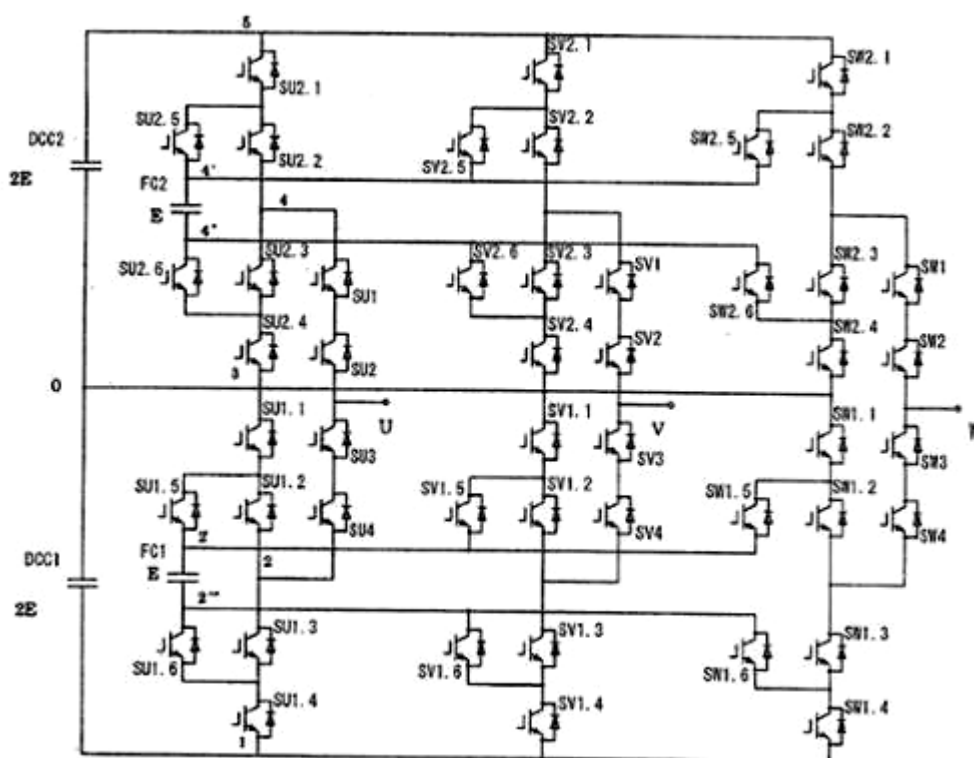 5
SV2.1
SW2.1
SU2.1
SU2.5
SV2.2
DCC2
SU2.2
SV2.5
SW2.5
SW2.2
2E
4'
FC2
E
4
4"
SU2.3
SV2.6
SV2.3
SV1
SW2.3
SW1
SU2.6
SU1
SW2.6
SU2.4
SV2.4
SV2
SW2.4
SW2
SU2
3
0
SU1.1
U
SV1.1
V
SW1.1
SU3
SV3
SW3
SU1.5
SU1.2
SV1.5
SV1.2
SW1.5
SW1.2
SU4
SV4
SW4
2'
DCC1
FC1
E
2
2"
2E
SU1.3
SV1.3
SW1.3
SU1.6
SV1.6
SW1.6
SU1.4
SV1.4
SW1.4
1